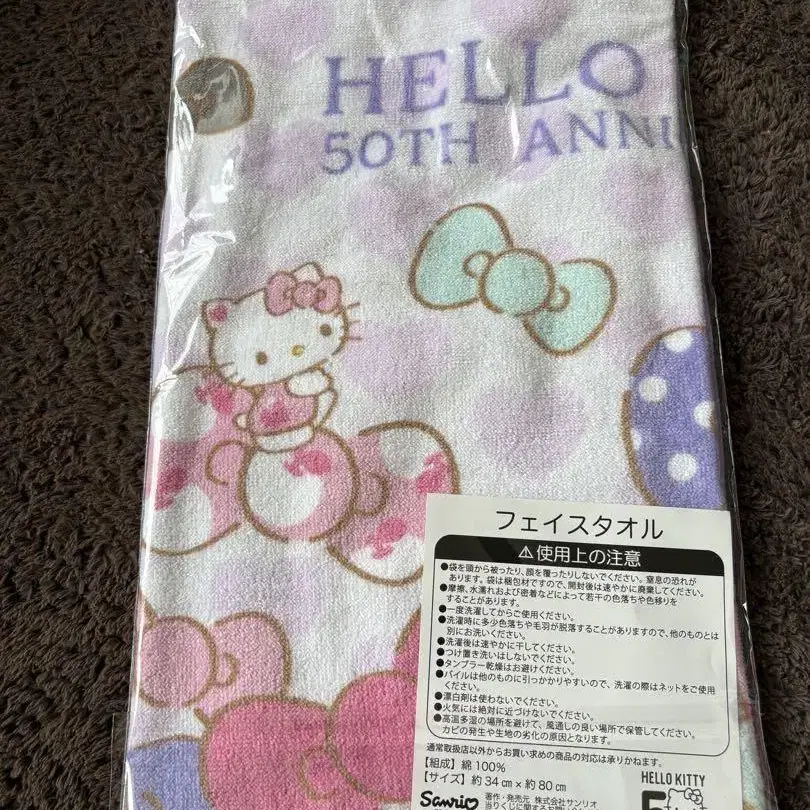 HELLO
50TH ANNI
フェイスタオル
⚠使用上の注意
●袋を頭から被ったり、顔を覆ったりしないでください。窒息の恐れが
あります。袋は梱包材ですので、開封後は速やかに廃棄してください。
●摩擦、水濡れおよび密着などによって若干の色落ちや色移りを
することがあります。
●一度洗濯してからご使用ください。
●洗濯時に多少色落ちや毛羽が脱落することがありますので、他のものとは
別にお洗いください。
●洗濯後は速やかに干してください。
●つけ置き洗いはしないでください。
●タンブラー乾燥はお避けください。
●パイルは他のものに引っかかりやすいので、洗濯の際はネットをご使用
ください。
●漂白剤は使わないでください。
●火気には絶対に近づけないでください。
●高温多湿の場所を避けて、風通しの良い場所で保管してください。
カビの発生や生地の劣化の原因となります。
通常取扱店以外からお買い求めの商品の対応は承りかねます。
【組成】綿100%
【サイズ】約34cm×約80cm
HELLO KITTY
Sanrio 著作・発売元 株式会社サンリオ
当りくじに関するお問い